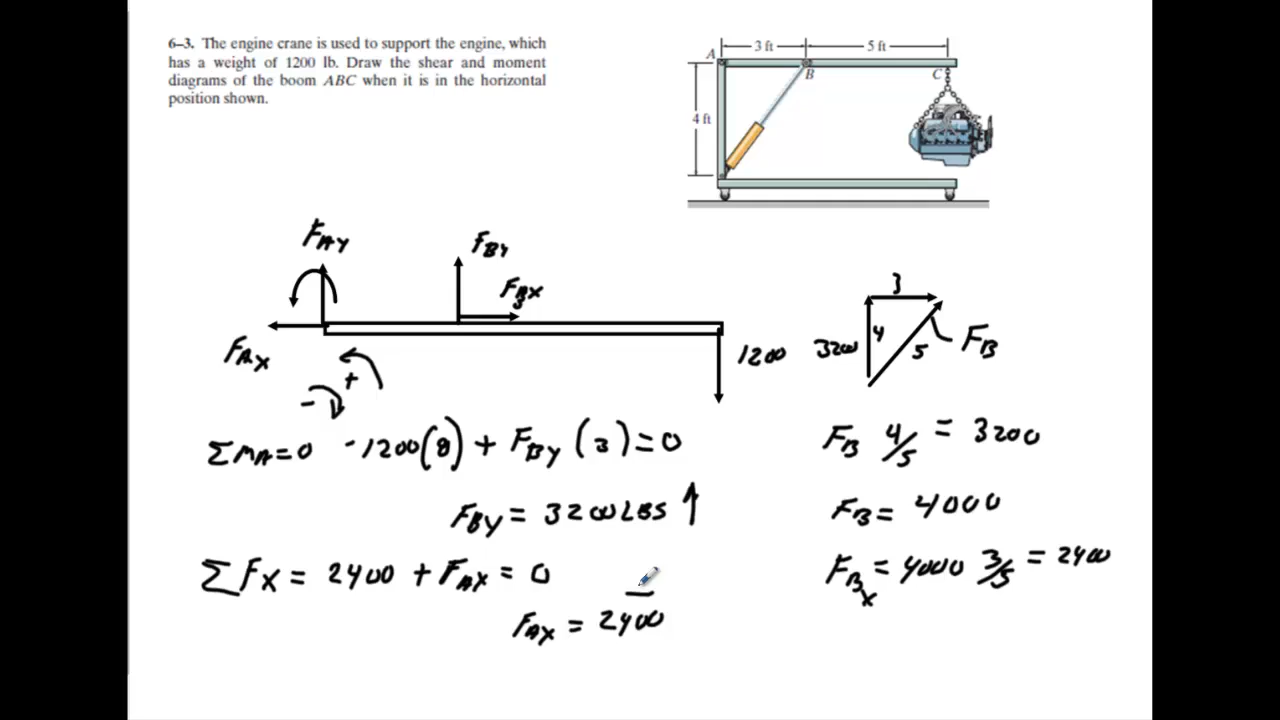 6–3. The engine crane is used to support the engine, which
has a weight of 1200 lb. Draw the shear and moment
diagrams of the boom ABC when it is in the horizontal
position shown.
3 ft
5 ft
A
B
C
4 ft
FAY
FBY
FBX
3
FAX
1200
3200
4
5
FB
+
-
ΣMA=0 -1200(8) + FBY (3) = 0
FBY = 3200LBS ↑
ΣFX = 2400 + FAX = 0
FAX = 2400
FB 4/5 = 3200
FB = 4000
FBX = 4000 3/5 = 2400